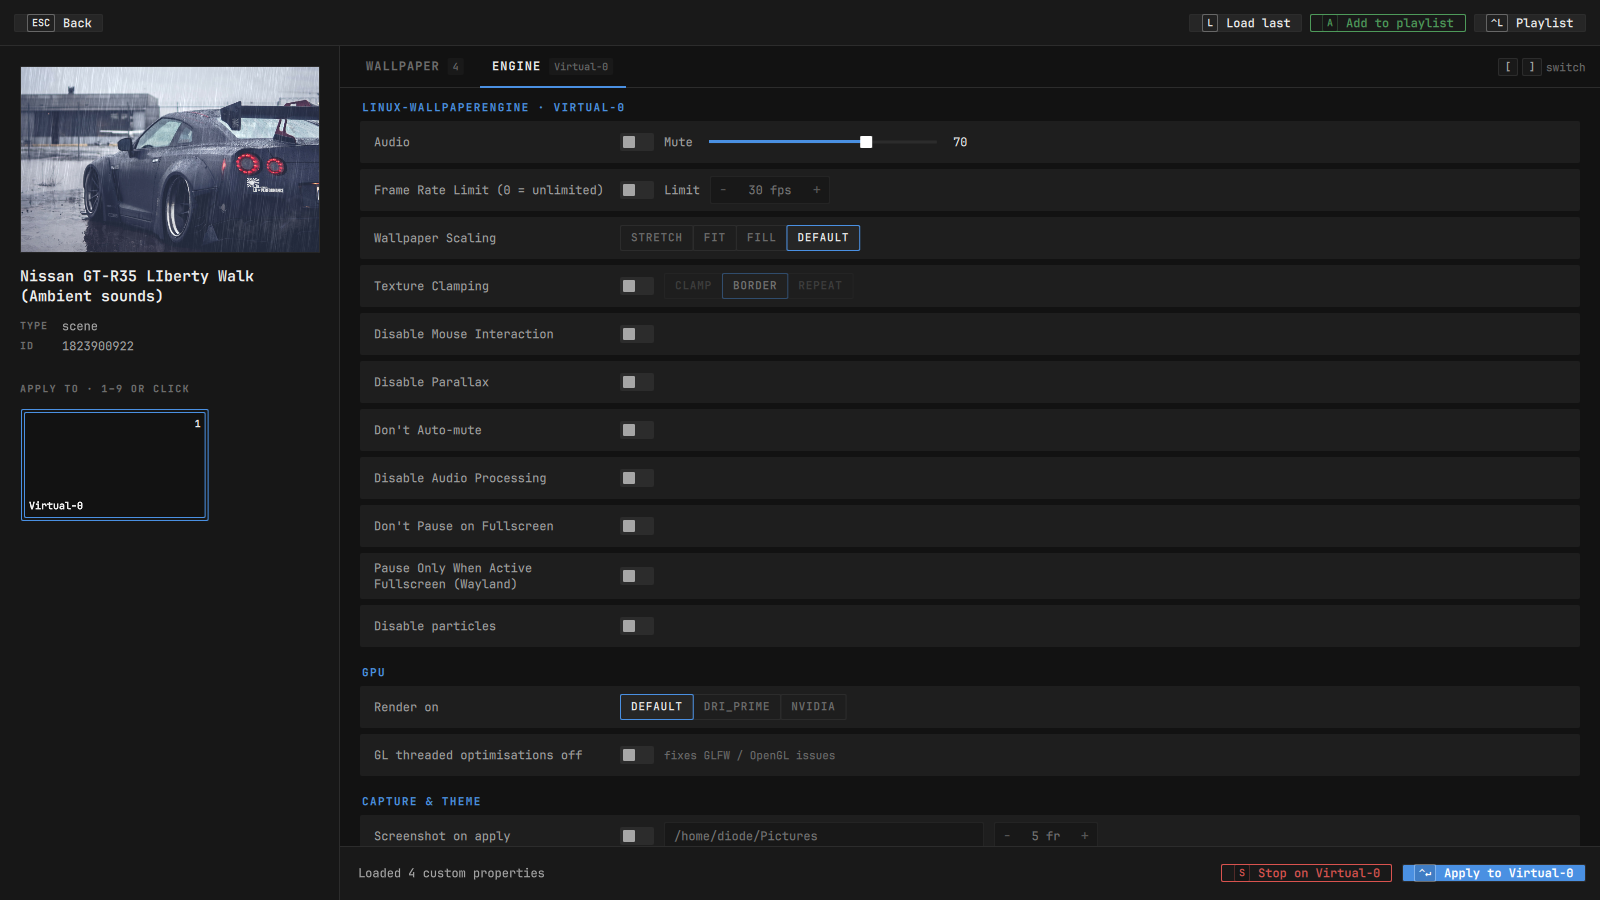 ESC Back
L Load last
A Add to playlist
^L Playlist
Nissan GT-R35 LIberty Walk
(Ambient sounds)
TYPE scene
ID 1823900922
APPLY TO · 1–9 OR CLICK
1
Virtual-0
WALLPAPER 4
ENGINE Virtual-0
[ ] switch
LINUX-WALLPAPERENGINE · VIRTUAL-0
Audio Mute 70
Frame Rate Limit (0 = unlimited) Limit - 30 fps +
Wallpaper Scaling STRETCH FIT FILL DEFAULT
Texture Clamping CLAMP BORDER REPEAT
Disable Mouse Interaction
Disable Parallax
Don't Auto-mute
Disable Audio Processing
Don't Pause on Fullscreen
Pause Only When Active
Fullscreen (Wayland)
Disable particles
GPU
Render on DEFAULT DRI_PRIME NVIDIA
GL threaded optimisations off fixes GLFW / OpenGL issues
CAPTURE & THEME
Screenshot on apply /home/diode/Pictures - 5 fr +
Loaded 4 custom properties
S Stop on Virtual-0
^↵ Apply to Virtual-0